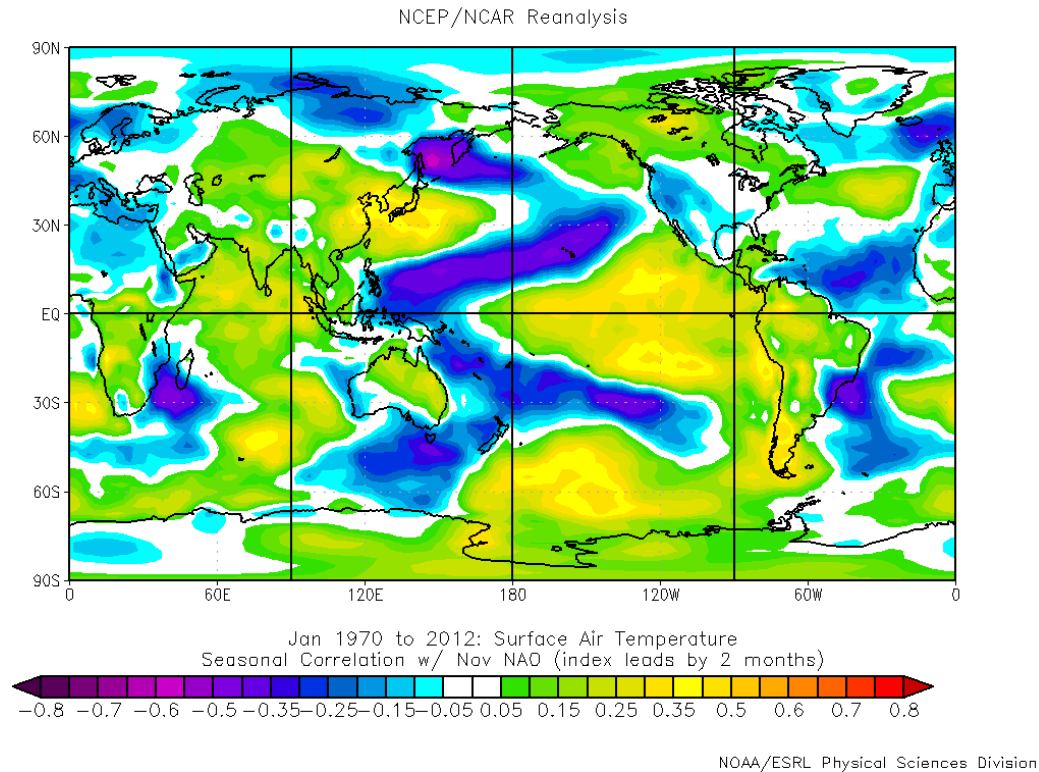 NCEP/NCAR Reanalysis
90N
60N
30N
EQ
30S
60S
90S
0 60E 120E 180 120W 60W 0
Jan 1970 to 2012: Surface Air Temperature
Seasonal Correlation w/ Nov NAO (index leads by 2 months)
−0.8 −0.7 −0.6 −0.5 −0.35 −0.25 −0.15 −0.05 0.05 0.15 0.25 0.35 0.5 0.6 0.7 0.8
NOAA/ESRL Physical Sciences Division